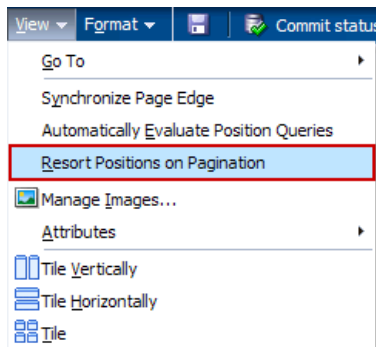 View Format Commit status
Go To
Synchronize Page Edge
Automatically Evaluate Position Queries
Resort Positions on Pagination
Manage Images...
Attributes
Tile Vertically
Tile Horizontally
Tile